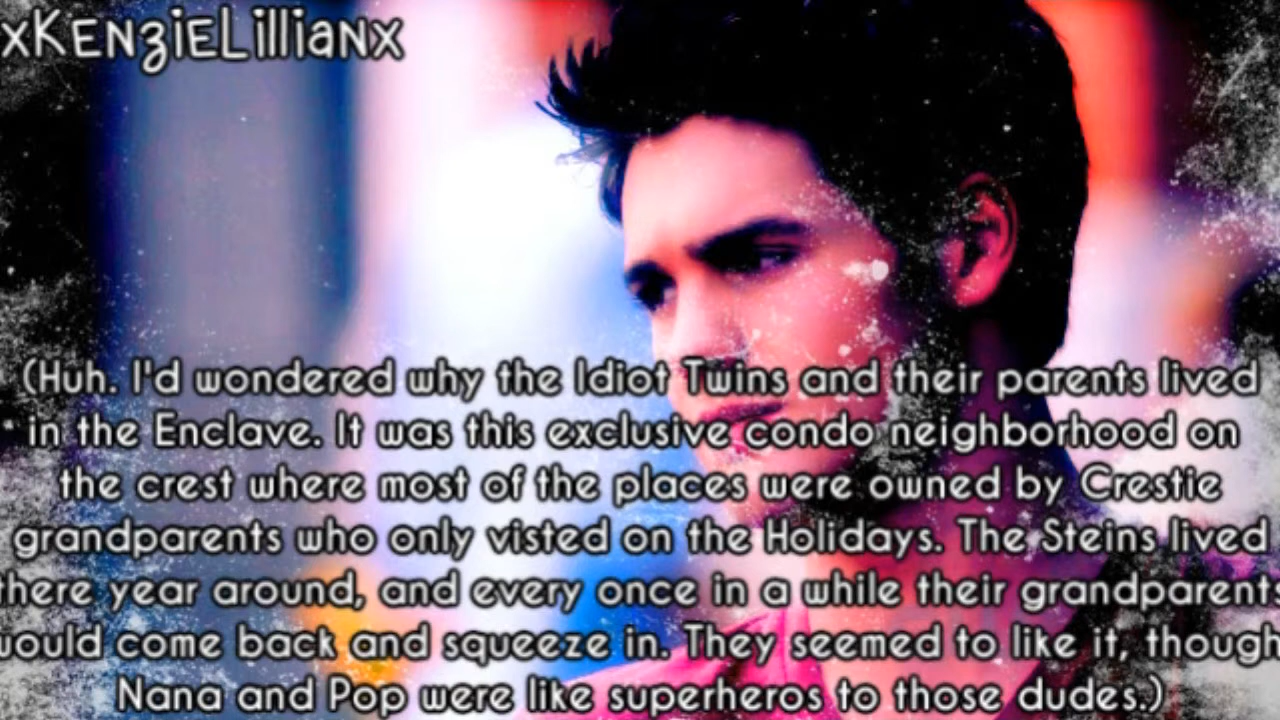 xKENZiELillianx
(Huh. I'd wondered why the Idiot Twins and their parents lived
in the Enclave. It was this exclusive condo neighborhood on
the crest where most of the places were owned by Crestie
grandparents who only visted on the Holidays. The Steins lived
there year around, and every once in a while their grandparents
would come back and squeeze in. They seemed to like it, though
Nana and Pop were like superheros to those dudes.)